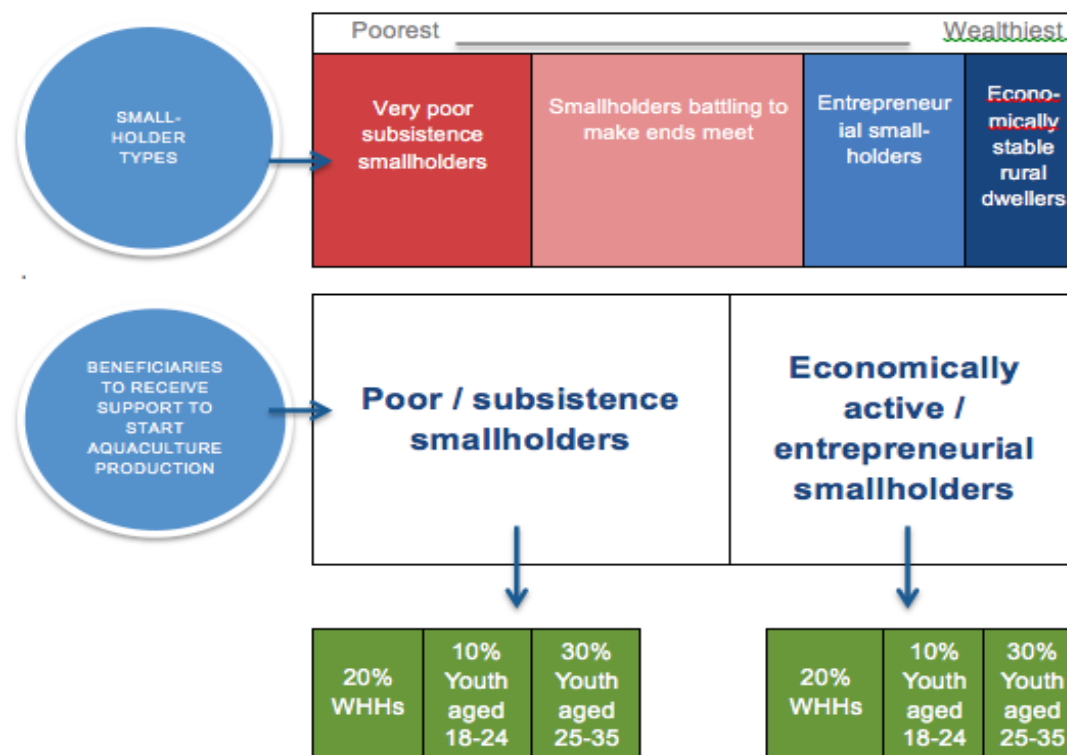 Poorest
Wealthiest
SMALL-
HOLDER
TYPES
Very poor
subsistence
smallholders
Smallholders battling to
make ends meet
Entrepreneur
ial small-
holders
Econo-
mically
stable
rural
dwellers
BENEFICIARIES
TO RECEIVE
SUPPORT TO
START
AQUACULTURE
PRODUCTION
Poor / subsistence
smallholders
Economically
active /
entrepreneurial
smallholders
20%
WHHs
10%
Youth
aged
18-24
30%
Youth
aged
25-35
20%
WHHs
10%
Youth
aged
18-24
30%
Youth
aged
25-35